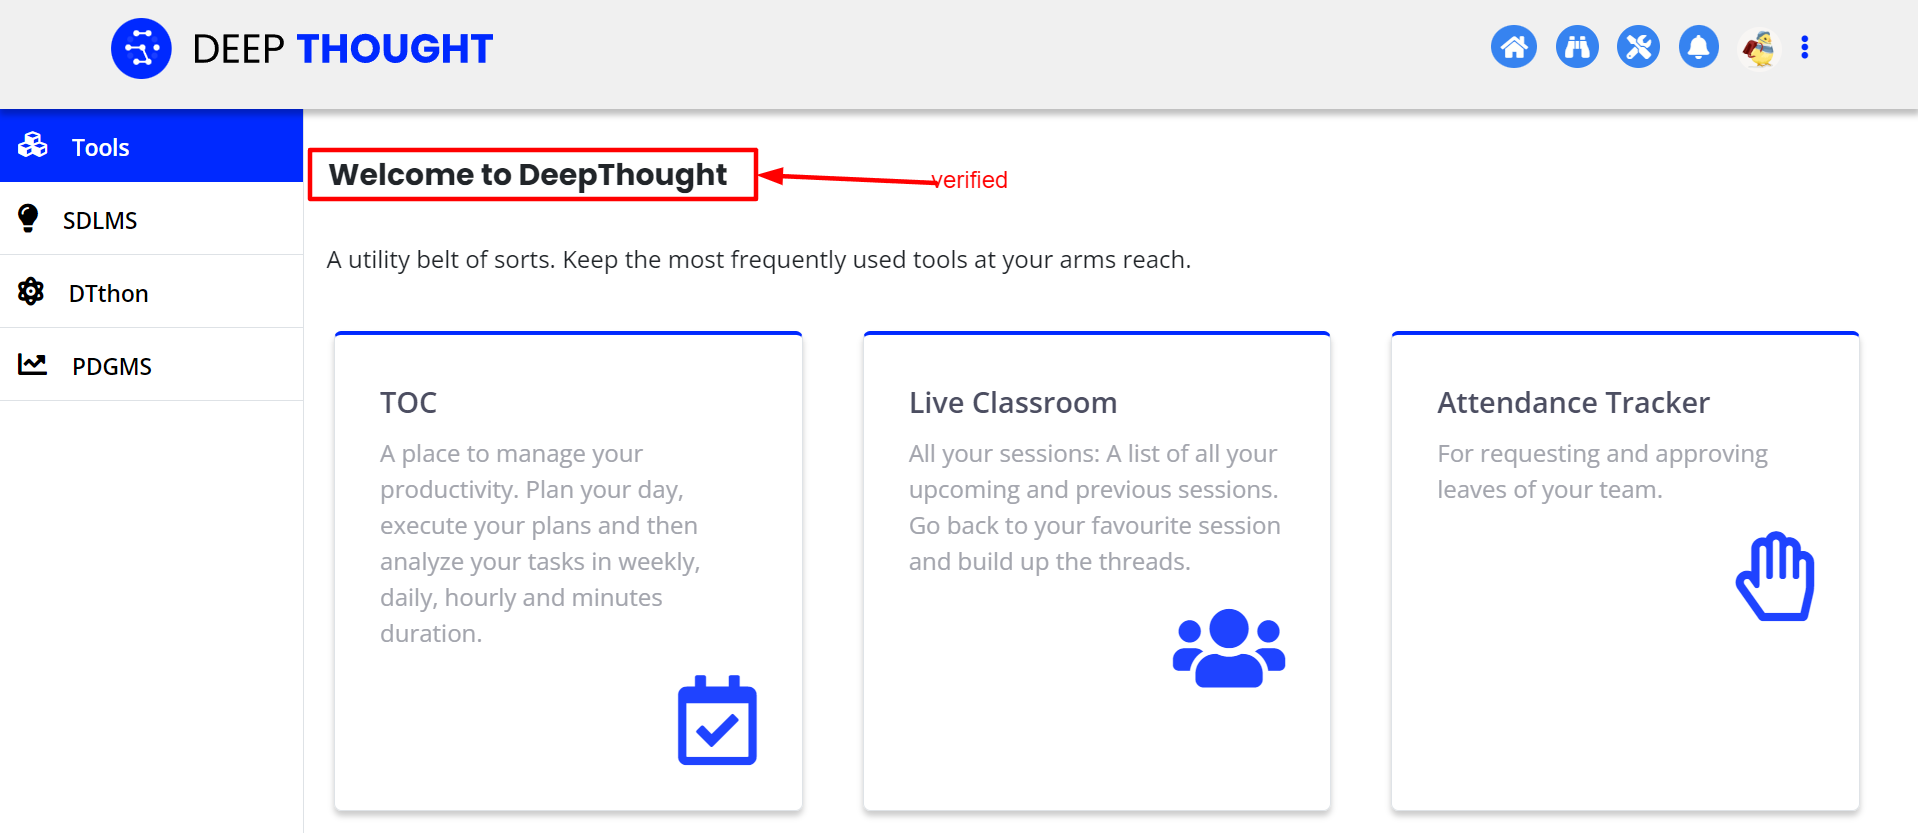 DEEP THOUGHT
Tools
SDLMS
DTthon
PDGMS
Welcome to DeepThought
verified
A utility belt of sorts. Keep the most frequently used tools at your arms reach.
TOC
A place to manage your
productivity. Plan your day,
execute your plans and then
analyze your tasks in weekly,
daily, hourly and minutes
duration.
Live Classroom
All your sessions: A list of all your
upcoming and previous sessions.
Go back to your favourite session
and build up the threads.
Attendance Tracker
For requesting and approving
leaves of your team.